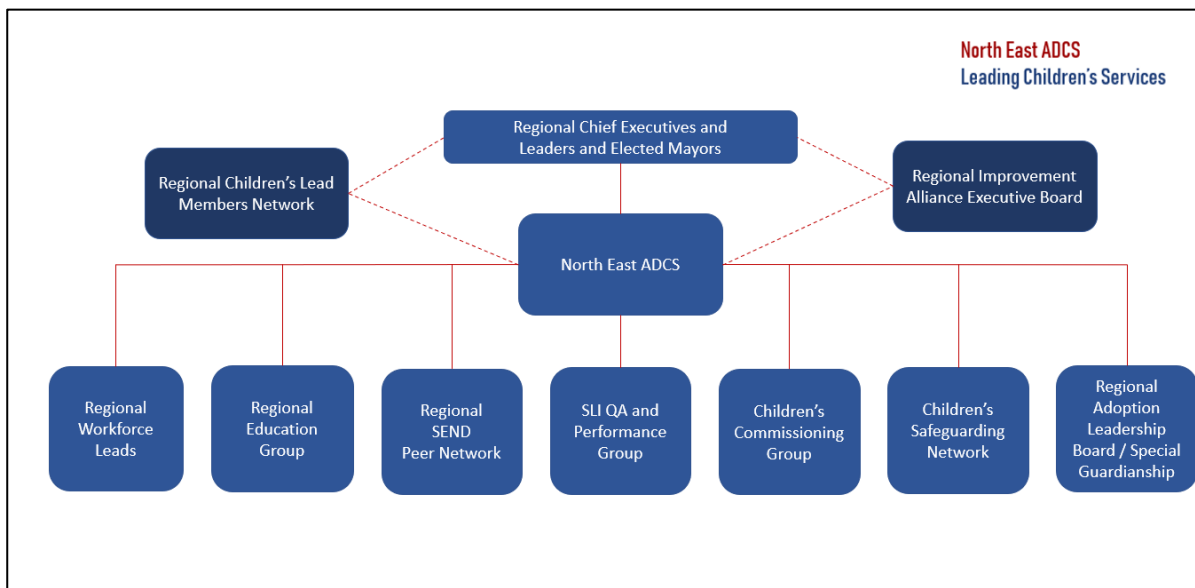 North East ADCS
Leading Children's Services
Regional Chief Executives and
Leaders and Elected Mayors
Regional Children's Lead
Members Network
Regional Improvement
Alliance Executive Board
North East ADCS
Regional
Workforce
Leads
Regional
Education
Group
Regional
SEND
Peer Network
SLI QA and
Performance
Group
Children's
Commissioning
Group
Children's
Safeguarding
Network
Regional
Adoption
Leadership
Board / Special
Guardianship